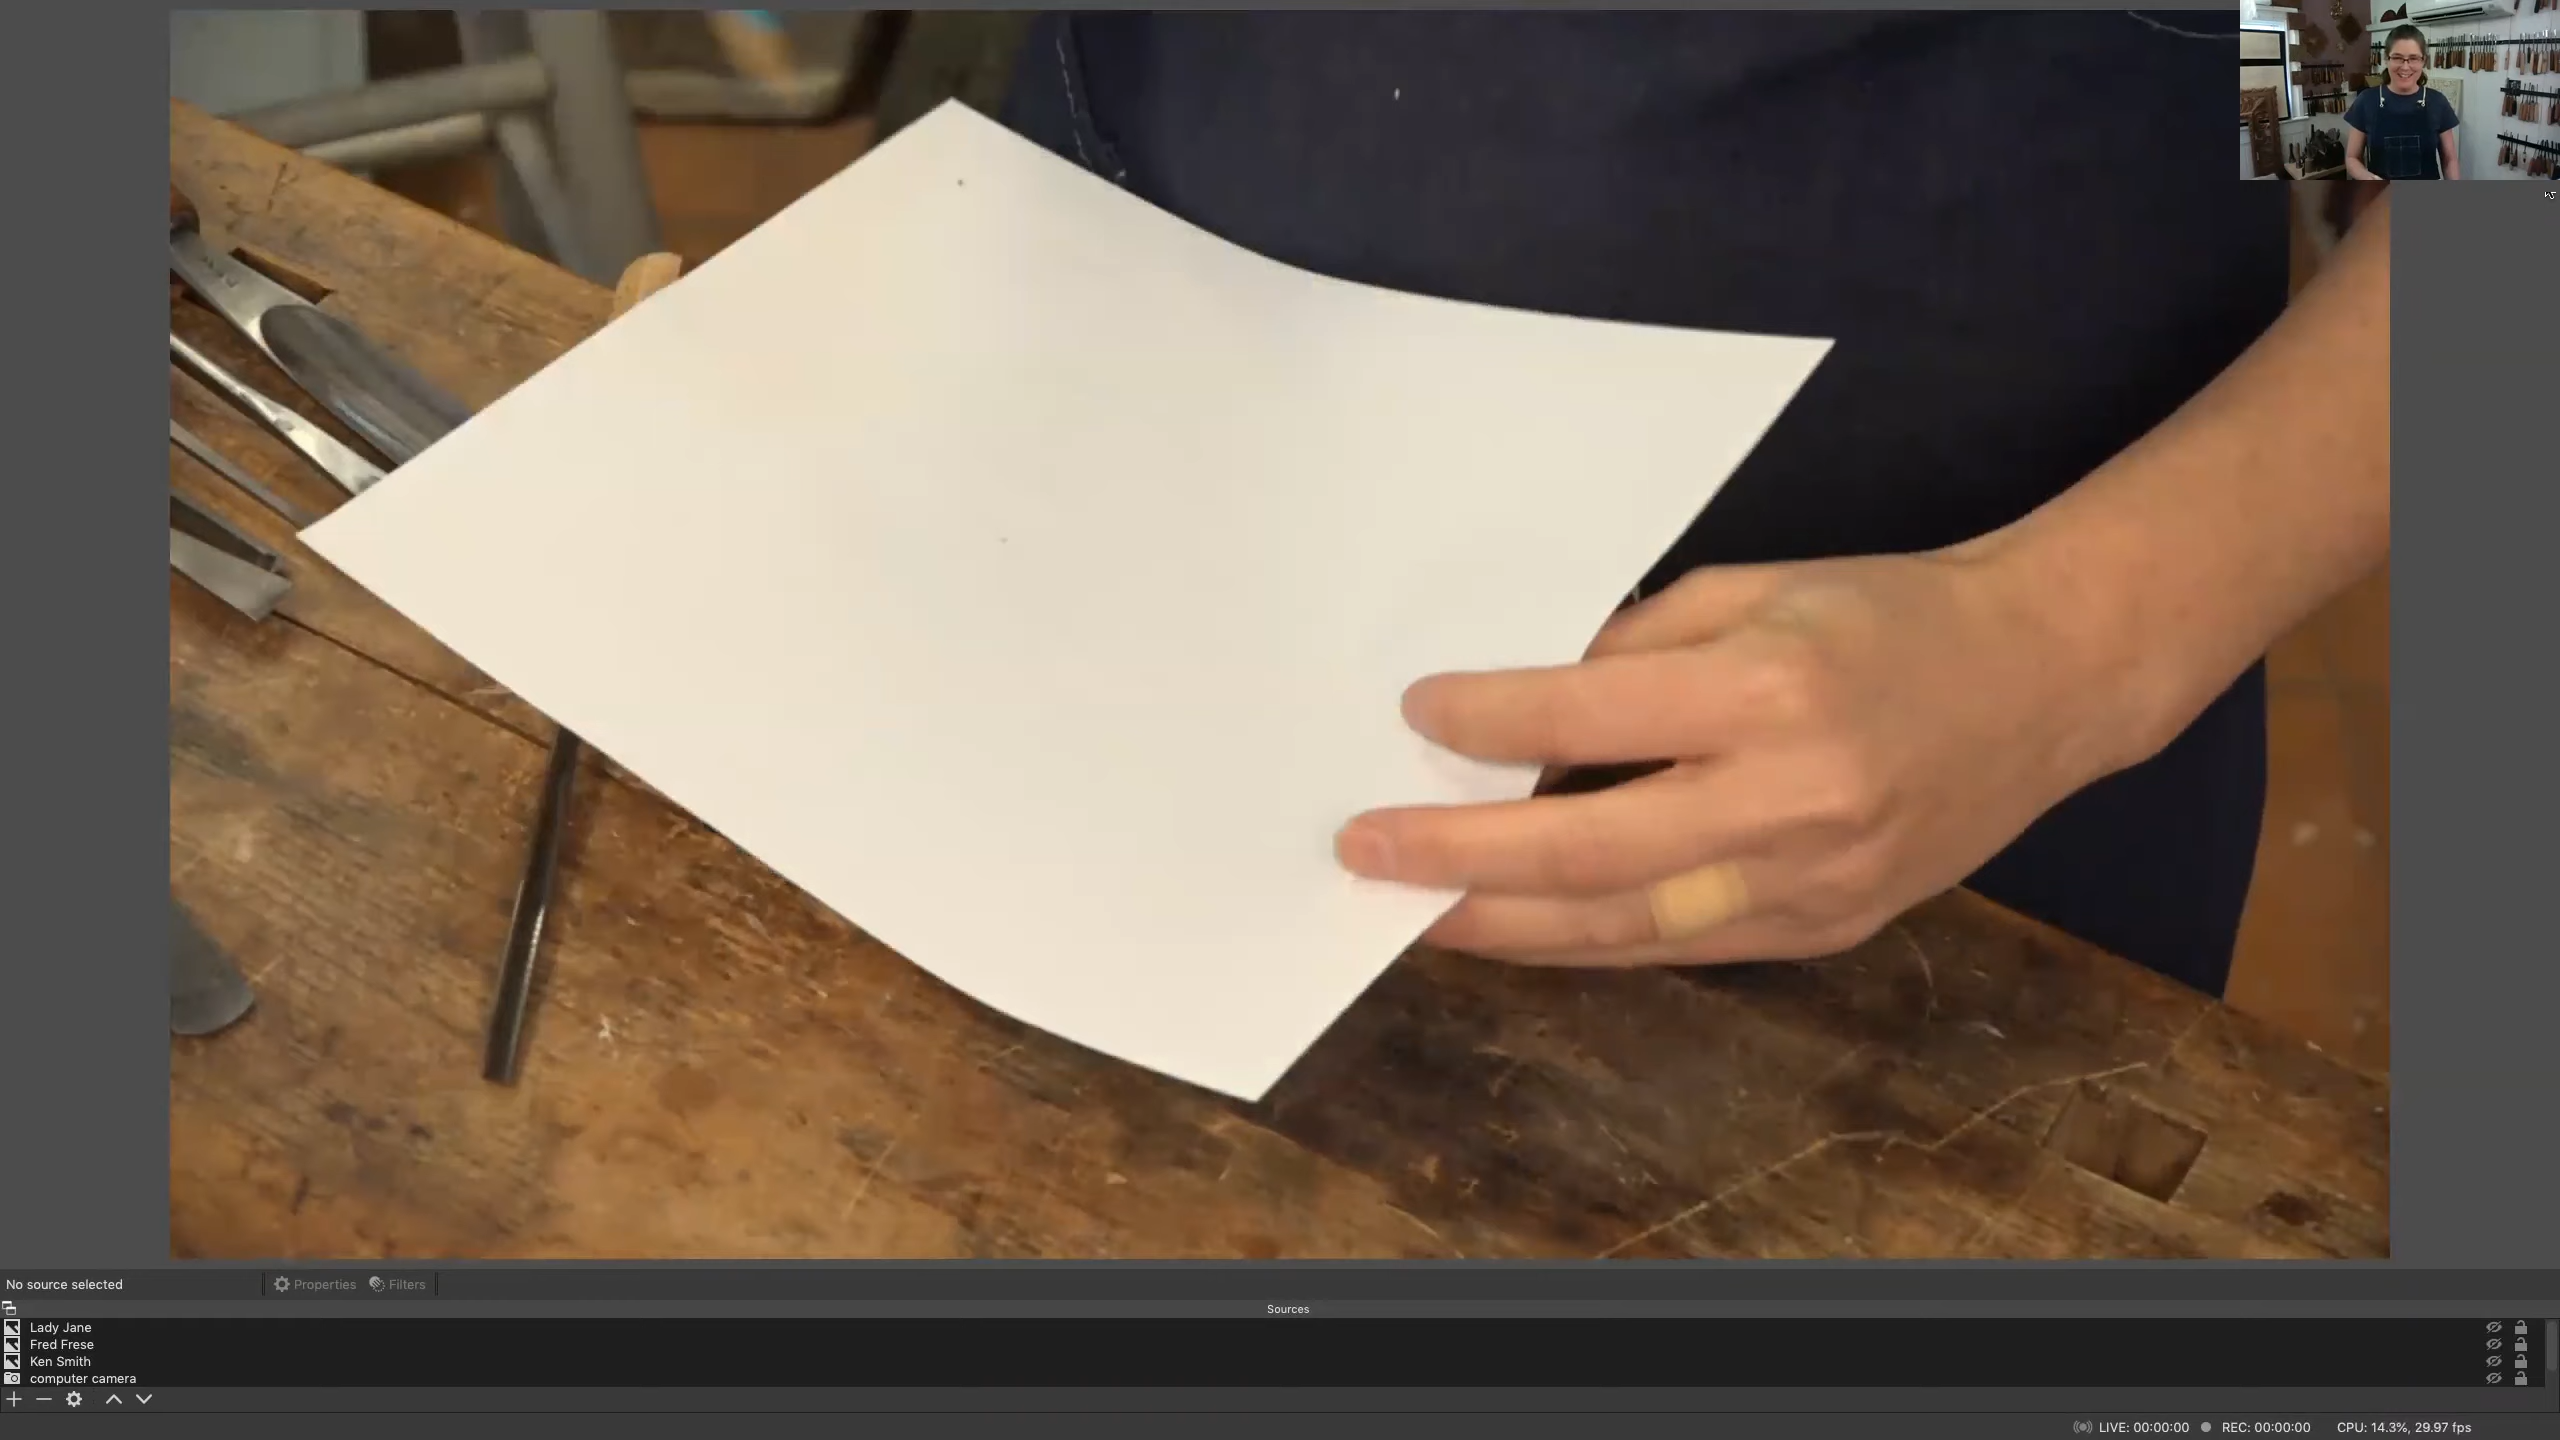 No source selected
Properties
Filters
Sources
Lady Jane
Fred Frese
Ken Smith
computer camera
LIVE: 00:00:00
REC: 00:00:00
CPU: 14.3%, 29.97 fps